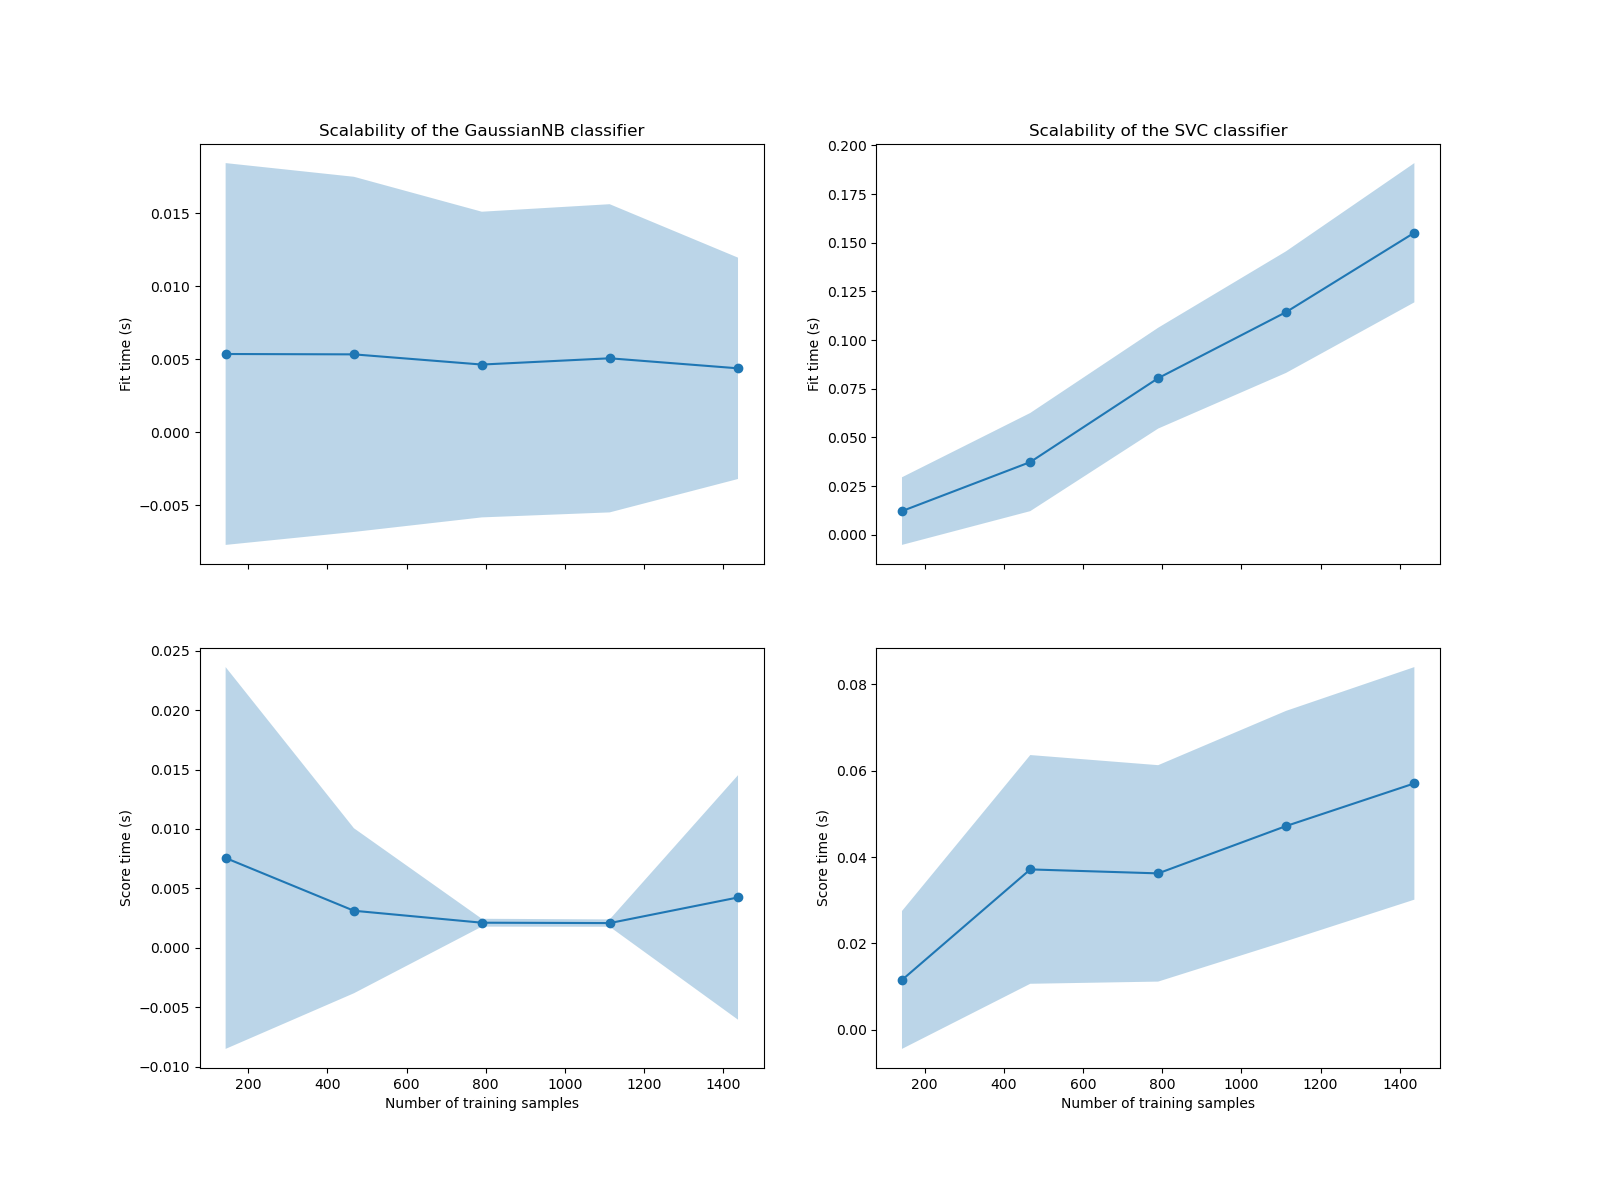 Scalability of the GaussianNB classifier
Fit time (s)
0.015
0.010
0.005
0.000
−0.005
Scalability of the SVC classifier
Fit time (s)
0.200
0.175
0.150
0.125
0.100
0.075
0.050
0.025
0.000
Score time (s)
0.025
0.020
0.015
0.010
0.005
0.000
−0.005
−0.010
200 400 600 800 1000 1200 1400
Number of training samples
Score time (s)
0.08
0.06
0.04
0.02
0.00
200 400 600 800 1000 1200 1400
Number of training samples